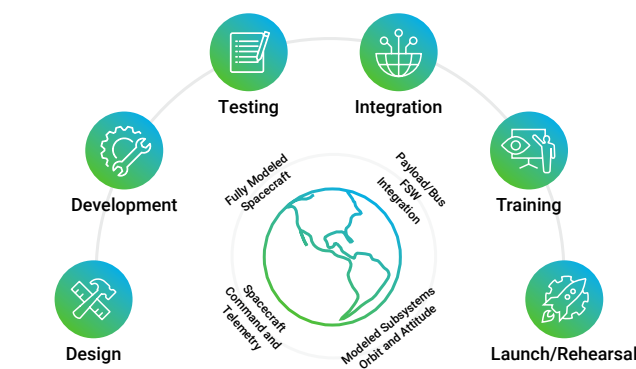 Testing
Integration
Development
Training
Design
Launch/Rehearsal
Fully Modeled
Spacecraft
Payload/Bus
FSW
Integration
Spacecraft
Command and
Telemetry
Modeled Subsystems
Orbit and Attitude